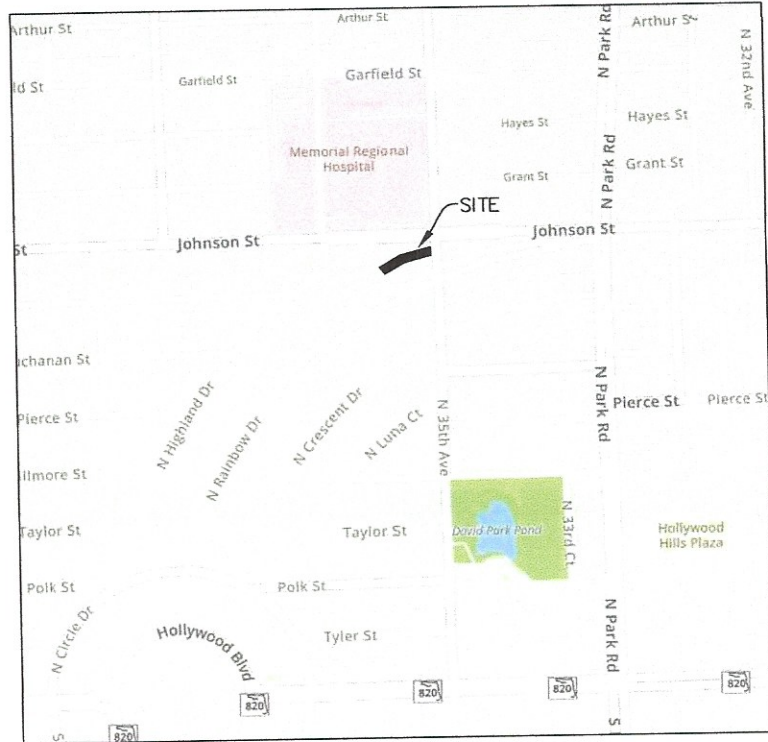 Arthur St
Arthur St
Arthur S
N Park Rd
N 32nd Ave
ld St
Garfield St
Garfield St
Hayes St
Hayes St
Memorial Regional
Hospital
N Park Rd
Grant St
Grant St
SITE
St
Johnson St
Johnson St
chanan St
Pierce St
N Highland Dr
N Rainbow Dr
N Crescent Dr
N Luna Ct
N 35th Ave
N Park Rd
Pierce St
Pierce St
llmore St
Taylor St
Taylor St
David Park Pond
N 33rd Ct
Hollywood
Hills Plaza
Polk St
Polk St
N Circle Dr
Hollywood Blvd
Tyler St
N Park Rd
820
820
820
820
820
S
S